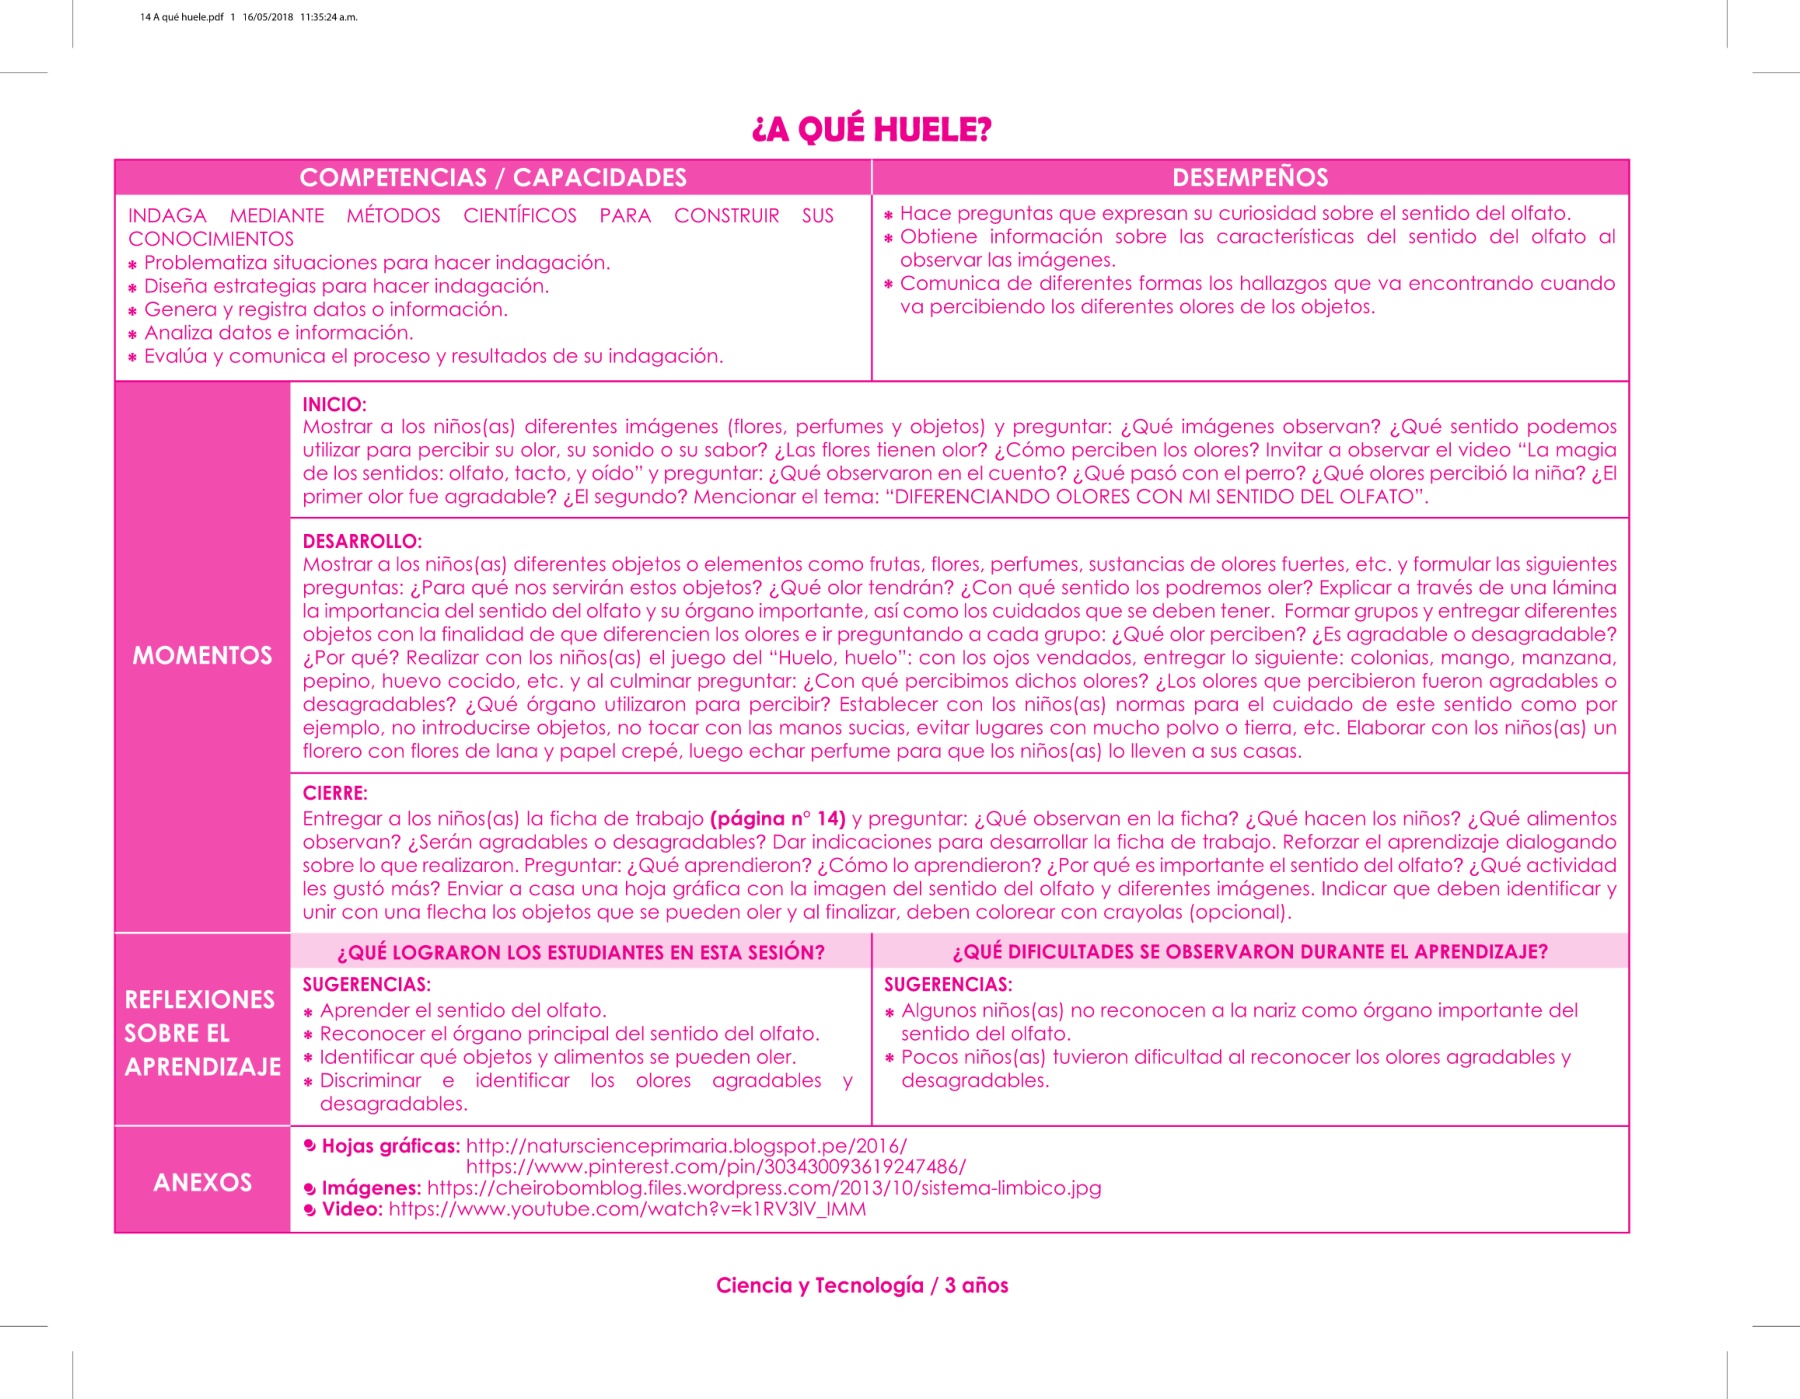 14 A qué huele.pdf   1   16/05/2018   11:35:24 a.m.
¿A QUÉ HUELE?
COMPETENCIAS / CAPACIDADES
INDAGA MEDIANTE MÉTODOS CIENTÍFICOS PARA CONSTRUIR SUS
CONOCIMIENTOS
* Problematiza situaciones para hacer indagación.
* Diseña estrategias para hacer indagación.
* Genera y registra datos o información.
* Analiza datos e información.
* Evalúa y comunica el proceso y resultados de su indagación.
DESEMPEÑOS
* Hace preguntas que expresan su curiosidad sobre el sentido del olfato.
* Obtiene información sobre las características del sentido del olfato al
observar las imágenes.
* Comunica de diferentes formas los hallazgos que va encontrando cuando
va percibiendo los diferentes olores de los objetos.
MOMENTOS
INICIO:
Mostrar a los niños(as) diferentes imágenes (flores, perfumes y objetos) y preguntar: ¿Qué imágenes observan? ¿Qué sentido podemos
utilizar para percibir su olor, su sonido o su sabor? ¿Las flores tienen olor? ¿Cómo perciben los olores? Invitar a observar el video “La magia
de los sentidos: olfato, tacto, y oído” y preguntar: ¿Qué observaron en el cuento? ¿Qué pasó con el perro? ¿Qué olores percibió la niña? ¿El
primer olor fue agradable? ¿El segundo? Mencionar el tema: “DIFERENCIANDO OLORES CON MI SENTIDO DEL OLFATO”.
DESARROLLO:
Mostrar a los niños(as) diferentes objetos o elementos como frutas, flores, perfumes, sustancias de olores fuertes, etc. y formular las siguientes
preguntas: ¿Para qué nos servirán estos objetos? ¿Qué olor tendrán? ¿Con qué sentido los podremos oler? Explicar a través de una lámina
la importancia del sentido del olfato y su órgano importante, así como los cuidados que se deben tener.  Formar grupos y entregar diferentes
objetos con la finalidad de que diferencien los olores e ir preguntando a cada grupo: ¿Qué olor perciben? ¿Es agradable o desagradable?
¿Por qué? Realizar con los niños(as) el juego del “Huelo, huelo”: con los ojos vendados, entregar lo siguiente: colonias, mango, manzana,
pepino, huevo cocido, etc. y al culminar preguntar: ¿Con qué percibimos dichos olores? ¿Los olores que percibieron fueron agradables o
desagradables? ¿Qué órgano utilizaron para percibir? Establecer con los niños(as) normas para el cuidado de este sentido como por
ejemplo, no introducirse objetos, no tocar con las manos sucias, evitar lugares con mucho polvo o tierra, etc. Elaborar con los niños(as) un
florero con flores de lana y papel crepé, luego echar perfume para que los niños(as) lo lleven a sus casas.
CIERRE:
Entregar a los niños(as) la ficha de trabajo (página n° 14) y preguntar: ¿Qué observan en la ficha? ¿Qué hacen los niños? ¿Qué alimentos
observan? ¿Serán agradables o desagradables? Dar indicaciones para desarrollar la ficha de trabajo. Reforzar el aprendizaje dialogando
sobre lo que realizaron. Preguntar: ¿Qué aprendieron? ¿Cómo lo aprendieron? ¿Por qué es importante el sentido del olfato? ¿Qué actividad
les gustó más? Enviar a casa una hoja gráfica con la imagen del sentido del olfato y diferentes imágenes. Indicar que deben identificar y
unir con una flecha los objetos que se pueden oler y al finalizar, deben colorear con crayolas (opcional).
REFLEXIONES
SOBRE EL
APRENDIZAJE
¿QUÉ LOGRARON LOS ESTUDIANTES EN ESTA SESIÓN?
SUGERENCIAS:
* Aprender el sentido del olfato.
* Reconocer el órgano principal del sentido del olfato.
* Identificar qué objetos y alimentos se pueden oler.
* Discriminar e identificar los olores agradables y
desagradables.
¿QUÉ DIFICULTADES SE OBSERVARON DURANTE EL APRENDIZAJE?
SUGERENCIAS:
* Algunos niños(as) no reconocen a la nariz como órgano importante del
sentido del olfato.
* Pocos niños(as) tuvieron dificultad al reconocer los olores agradables y
desagradables.
ANEXOS
Hojas gráficas: http://naturscienceprimaria.blogspot.pe/2016/
https://www.pinterest.com/pin/303430093619247486/
Imágenes: https://cheirobomblog.files.wordpress.com/2013/10/sistema-limbico.jpg
Video: https://www.youtube.com/watch?v=k1RV3lV_IMM
Ciencia y Tecnología / 3 años